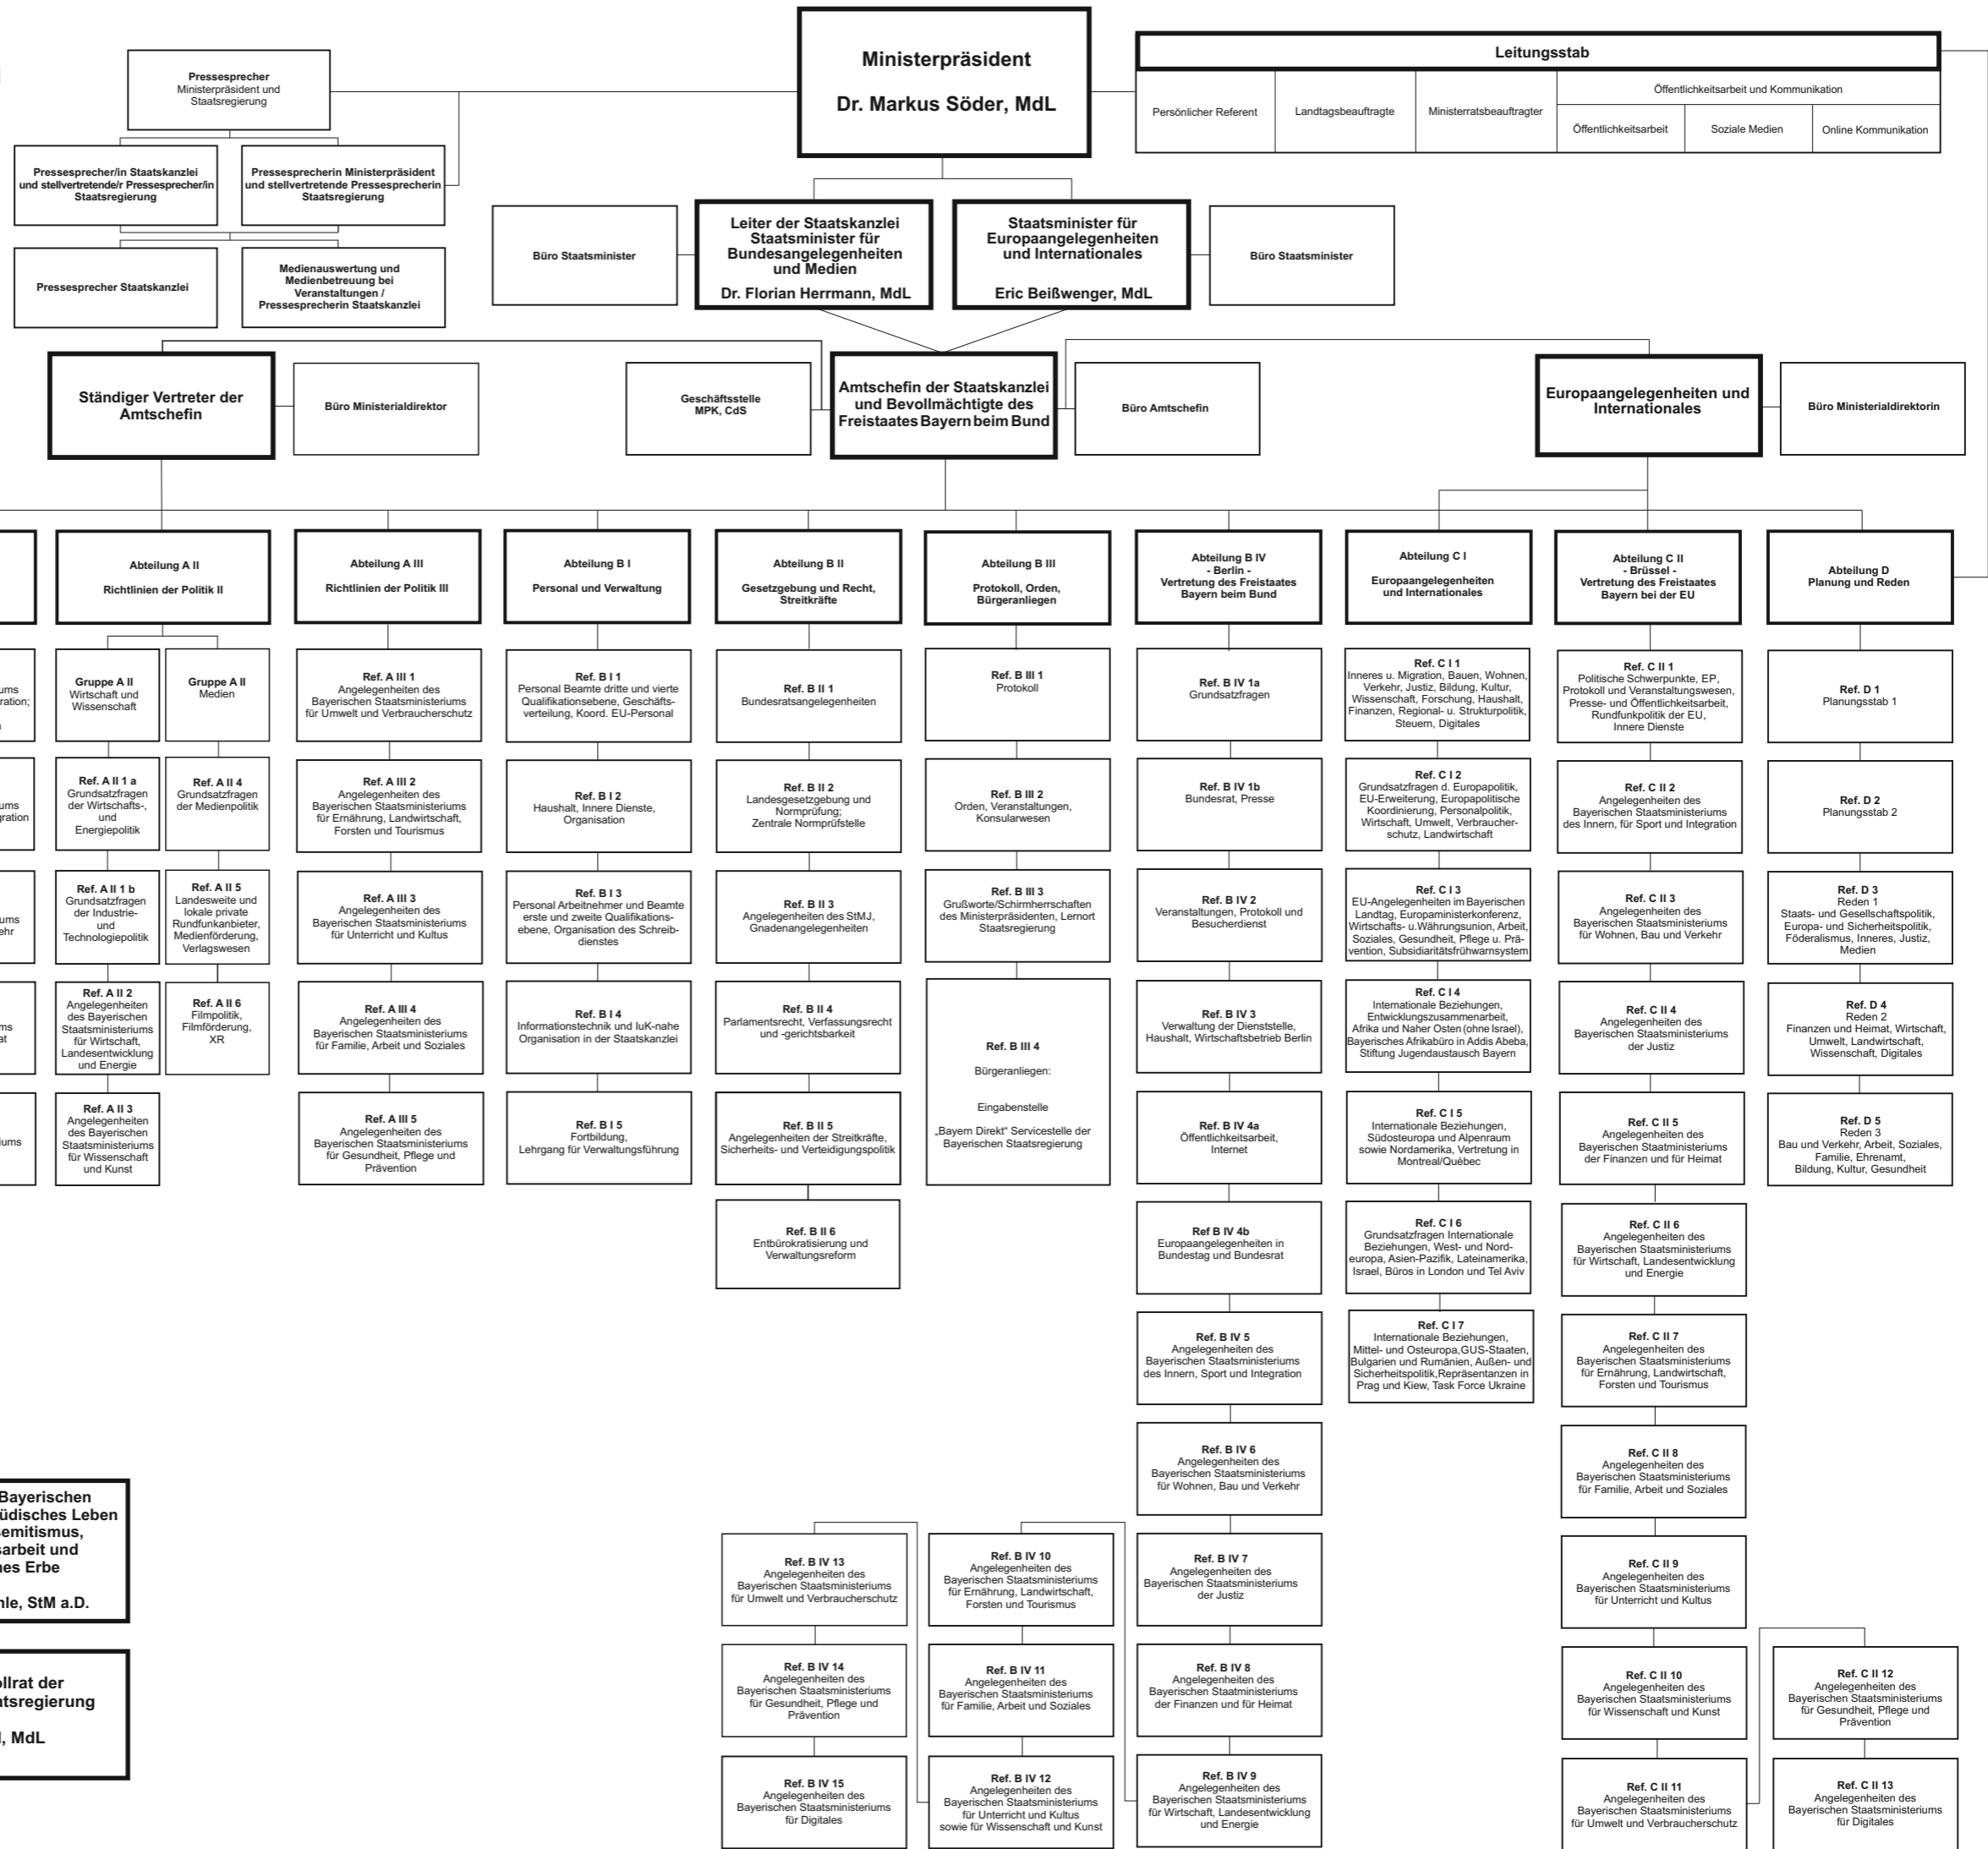 Ministerpräsident
Dr. Markus Söder, MdL
Leitungsstab
Persönlicher Referent
Landtagsbeauftragte
Ministerratsbeauftragter
Öffentlichkeitsarbeit und Kommunikation
Öffentlichkeitsarbeit
Soziale Medien
Online Kommunikation
Pressesprecher
Ministerpräsident und
Staatsregierung
Pressesprecher/in Staatskanzlei
und stellvertretende/r Pressesprecher/in
Staatsregierung
Pressesprecherin Ministerpräsident
und stellvertretende Pressesprecherin
Staatsregierung
Pressesprecher Staatskanzlei
Medienauswertung und
Medienbetreuung bei
Veranstaltungen /
Pressesprecherin Staatskanzlei
Büro Staatsminister
Leiter der Staatskanzlei
Staatsminister für
Bundesangelegenheiten
und Medien
Dr. Florian Herrmann, MdL
Staatsminister für
Europaangelegenheiten
und Internationales
Eric Beißwenger, MdL
Büro Staatsminister
Ständiger Vertreter der
Amtschefin
Büro Ministerialdirektor
Geschäftsstelle
MPK, CdS
Amtschefin der Staatskanzlei
und Bevollmächtigte des
Freistaates Bayern beim Bund
Büro Amtschefin
Europaangelegenheiten und
Internationales
Büro Ministerialdirektorin
Abteilung A II
Richtlinien der Politik II
Gruppe A II
Wirtschaft und
Wissenschaft
Ref. A II 1 a
Grundsatzfragen
der Wirtschafts-,
und
Energiepolitik
Ref. A II 1 b
Grundsatzfragen
der Industrie-
und
Technologiepolitik
Ref. A II 2
Angelegenheiten
des Bayerischen
Staatsministeriums
für Wirtschaft,
Landesentwicklung
und Energie
Ref. A II 3
Angelegenheiten
des Bayerischen
Staatsministeriums
für Wissenschaft
und Kunst
Gruppe A II
Medien
Ref. A II 4
Grundsatzfragen
der Medienpolitik
Ref. A II 5
Landesweite und
lokale private
Rundfunkanbieter,
Medienförderung,
Verlagswesen
Ref. A II 6
Filmpolitik,
Filmförderung,
XR
Abteilung A III
Richtlinien der Politik III
Ref. A III 1
Angelegenheiten des
Bayerischen Staatsministeriums
für Umwelt und Verbraucherschutz
Ref. A III 2
Angelegenheiten des
Bayerischen Staatsministeriums
für Ernährung, Landwirtschaft,
Forsten und Tourismus
Ref. A III 3
Angelegenheiten des
Bayerischen Staatsministeriums
für Unterricht und Kultus
Ref. A III 4
Angelegenheiten des
Bayerischen Staatsministeriums
für Familie, Arbeit und Soziales
Ref. A III 5
Angelegenheiten des
Bayerischen Staatsministeriums
für Gesundheit, Pflege und
Prävention
Abteilung B I
Personal und Verwaltung
Ref. B I 1
Personal Beamte dritte und vierte
Qualifikationsebene, Geschäfts-
verteilung, Koord. EU-Personal
Ref. B I 2
Haushalt, Innere Dienste,
Organisation
Ref. B I 3
Personal Arbeitnehmer und Beamte
erste und zweite Qualifikations-
ebene, Organisation des Schreib-
dienstes
Ref. B I 4
Informationstechnik und IuK-nahe
Organisation in der Staatskanzlei
Ref. B I 5
Fortbildung,
Lehrgang für Verwaltungsführung
Abteilung B II
Gesetzgebung und Recht,
Streitkräfte
Ref. B II 1
Bundesratsangelegenheiten
Ref. B II 2
Landesgesetzgebung und
Normprüfung;
Zentrale Normprüfstelle
Ref. B II 3
Angelegenheiten des StMJ,
Gnadenangelegenheiten
Ref. B II 4
Parlamentsrecht, Verfassungsrecht
und -gerichtsbarkeit
Ref. B II 5
Angelegenheiten der Streitkräfte,
Sicherheits- und Verteidigungspolitik
Ref. B II 6
Entbürokratisierung und
Verwaltungsreform
Abteilung B III
Protokoll, Orden,
Bürgeranliegen
Ref. B III 1
Protokoll
Ref. B III 2
Orden, Veranstaltungen,
Konsularwesen
Ref. B III 3
Grußworte/Schirmherrschaften
des Ministerpräsidenten, Lernort
Staatsregierung
Ref. B III 4
Bürgeranliegen:
Eingabenstelle
„Bayern Direkt“ Servicestelle der
Bayerischen Staatsregierung
Abteilung B IV
- Berlin -
Vertretung des Freistaates
Bayern beim Bund
Ref. B IV 1a
Grundsatzfragen
Ref. B IV 1b
Bundesrat, Presse
Ref. B IV 2
Veranstaltungen, Protokoll und
Besucherdienst
Ref. B IV 3
Verwaltung der Dienststelle,
Haushalt, Wirtschaftsbetrieb Berlin
Ref. B IV 4a
Öffentlichkeitsarbeit,
Internet
Ref B IV 4b
Europaangelegenheiten in
Bundestag und Bundesrat
Ref. B IV 5
Angelegenheiten des
Bayerischen Staatsministeriums
des Innern, Sport und Integration
Ref. B IV 6
Angelegenheiten des
Bayerischen Staatsministeriums
für Wohnen, Bau und Verkehr
Ref. B IV 7
Angelegenheiten des
Bayerischen Staatsministeriums
der Justiz
Ref. B IV 8
Angelegenheiten des
Bayerischen Staatsministeriums
der Finanzen und für Heimat
Ref. B IV 9
Angelegenheiten des
Bayerischen Staatsministeriums
für Wirtschaft, Landesentwicklung
und Energie
Ref. B IV 10
Angelegenheiten des
Bayerischen Staatsministeriums
für Ernährung, Landwirtschaft,
Forsten und Tourismus
Ref. B IV 11
Angelegenheiten des
Bayerischen Staatsministeriums
für Familie, Arbeit und Soziales
Ref. B IV 12
Angelegenheiten des
Bayerischen Staatsministeriums
für Unterricht und Kultus
sowie für Wissenschaft und Kunst
Ref. B IV 13
Angelegenheiten des
Bayerischen Staatsministeriums
für Umwelt und Verbraucherschutz
Ref. B IV 14
Angelegenheiten des
Bayerischen Staatsministeriums
für Gesundheit, Pflege und
Prävention
Ref. B IV 15
Angelegenheiten des
Bayerischen Staatsministeriums
für Digitales
Abteilung C I
Europaangelegenheiten
und Internationales
Ref. C I 1
Inneres u. Migration, Bauen, Wohnen,
Verkehr, Justiz, Bildung, Kultur,
Wissenschaft, Forschung, Haushalt,
Finanzen, Regional- u. Strukturpolitik,
Steuern, Digitales
Ref. C I 2
Grundsatzfragen d. Europapolitik,
EU-Erweiterung, Europapolitische
Koordinierung, Personalpolitik,
Wirtschaft, Umwelt, Verbraucher-
schutz, Landwirtschaft
Ref. C I 3
EU-Angelegenheiten im Bayerischen
Landtag, Europaministerkonferenz,
Wirtschafts- u.Währungsunion, Arbeit,
Soziales, Gesundheit, Pflege u. Prä-
vention, Subsidiaritätsfrühwarnsystem
Ref. C I 4
Internationale Beziehungen,
Entwicklungszusammenarbeit,
Afrika und Naher Osten (ohne Israel),
Bayerisches Afrikabüro in Addis Abeba,
Stiftung Jugendaustausch Bayern
Ref. C I 5
Internationale Beziehungen,
Südosteuropa und Alpenraum
sowie Nordamerika, Vertretung in
Montreal/Québec
Ref. C I 6
Grundsatzfragen Internationale
Beziehungen, West- und Nord-
europa, Asien-Pazifik, Lateinamerika,
Israel, Büros in London und Tel Aviv
Ref. C I 7
Internationale Beziehungen,
Mittel- und Osteuropa,GUS-Staaten,
Bulgarien und Rumänien, Außen- und
Sicherheitspolitik,Repräsentanzen in
Prag und Kiew, Task Force Ukraine
Abteilung C II
- Brüssel -
Vertretung des Freistaates
Bayern bei der EU
Ref. C II 1
Politische Schwerpunkte, EP,
Protokoll und Veranstaltungswesen,
Presse- und Öffentlichkeitsarbeit,
Rundfunkpolitik der EU,
Innere Dienste
Ref. C II 2
Angelegenheiten des
Bayerischen Staatsministeriums
des Innern, für Sport und Integration
Ref. C II 3
Angelegenheiten des
Bayerischen Staatsministeriums
für Wohnen, Bau und Verkehr
Ref. C II 4
Angelegenheiten des
Bayerischen Staatsministeriums
der Justiz
Ref. C II 5
Angelegenheiten des
Bayerischen Staatministeriums
der Finanzen und für Heimat
Ref. C II 6
Angelegenheiten des
Bayerischen Staatsministeriums
für Wirtschaft, Landesentwicklung
und Energie
Ref. C II 7
Angelegenheiten des
Bayerischen Staatsministeriums
für Ernährung, Landwirtschaft,
Forsten und Tourismus
Ref. C II 8
Angelegenheiten des
Bayerischen Staatsministeriums
für Familie, Arbeit und Soziales
Ref. C II 9
Angelegenheiten des
Bayerischen Staatsministeriums
für Unterricht und Kultus
Ref. C II 10
Angelegenheiten des
Bayerischen Staatsministeriums
für Wissenschaft und Kunst
Ref. C II 11
Angelegenheiten des
Bayerischen Staatsministeriums
für Umwelt und Verbraucherschutz
Ref. C II 12
Angelegenheiten des
Bayerischen Staatsministeriums
für Gesundheit, Pflege und
Prävention
Ref. C II 13
Angelegenheiten des
Bayerischen Staatsministeriums
für Digitales
Abteilung D
Planung und Reden
Ref. D 1
Planungsstab 1
Ref. D 2
Planungsstab 2
Ref. D 3
Reden 1
Staats- und Gesellschaftspolitik,
Europa- und Sicherheitspolitik,
Föderalismus, Inneres, Justiz,
Medien
Ref. D 4
Reden 2
Finanzen und Heimat, Wirtschaft,
Umwelt, Landwirtschaft,
Wissenschaft, Digitales
Ref. D 5
Reden 3
Bau und Verkehr, Arbeit, Soziales,
Familie, Ehrenamt,
Bildung, Kultur, Gesundheit
Bayerischen
üdisches Leben
semitismus,
sarbeit und
nes Erbe
nle, StM a.D.
ollrat der
atsregierung
, MdL